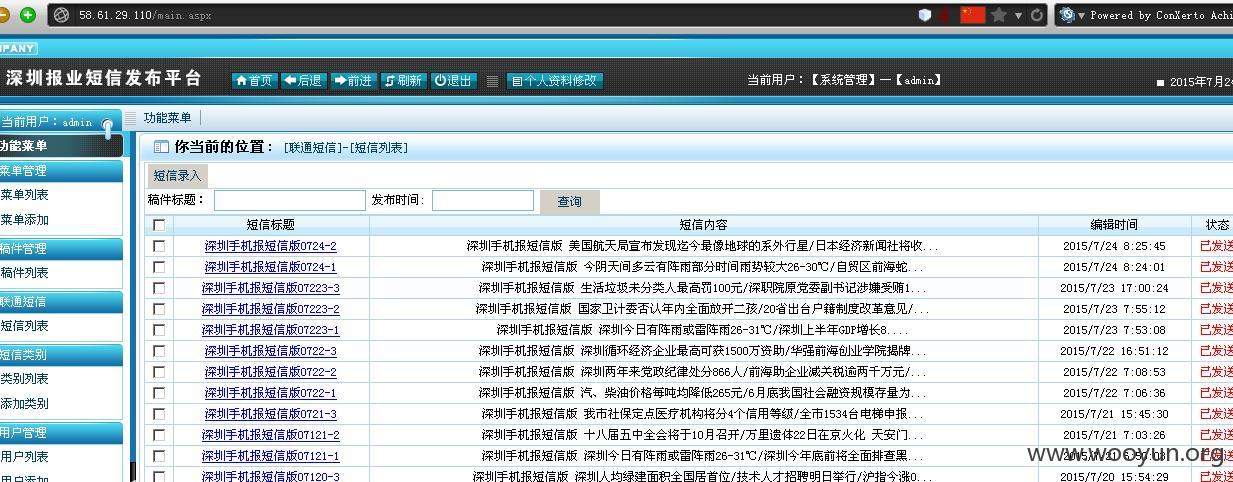 58.61.29.110/main.aspx
Powered by ConXerto Achi
MPANY
深圳报业短信发布平台
首页 后退 前进 刷新 退出 个人资料修改
当前用户：【系统管理】—【admin】
2015年7月24
当前用户：admin
功能菜单
功能菜单
菜单管理
菜单列表
菜单添加
稿件管理
稿件列表
联通短信
短信列表
短信类别
类别列表
添加类别
用户管理
用户列表
用户添加
你当前的位置：[联通短信]-[短信列表]
短信录入
稿件标题： 发布时间: 查询
短信标题 短信内容 编辑时间 状态
深圳手机报短信版0724-2 深圳手机报短信版 美国航天局宣布发现迄今最像地球的系外行星/日本经济新闻社将收... 2015/7/24 8:25:45 已发送
深圳手机报短信版0724-1 深圳手机报短信版 今阴天间多云有阵雨部分时间雨势较大26-30℃/自贸区前海蛇... 2015/7/24 8:24:01 已发送
深圳手机报短信版07223-3 深圳手机报短信版 生活垃圾未分类人最高罚100元/深职院原党委副书记涉嫌受贿1... 2015/7/23 17:00:24 已发送
深圳手机报短信版07223-2 深圳手机报短信版 国家卫计委否认年内全面放开二孩/20省出台户籍制度改革意见/... 2015/7/23 7:55:12 已发送
深圳手机报短信版07223-1 深圳手机报短信版 深圳今日有阵雨或雷阵雨26-31℃/深圳上半年GDP增长8.... 2015/7/23 7:53:08 已发送
深圳手机报短信版0722-3 深圳手机报短信版 深圳循环经济企业最高可获1500万资助/华强前海创业学院揭牌... 2015/7/22 16:51:12 已发送
深圳手机报短信版0722-2 深圳手机报短信版 深圳两年来党政纪律处分866人/前海助企业减关税逾两千万元/... 2015/7/22 7:08:53 已发送
深圳手机报短信版0722-1 深圳手机报短信版 汽、柴油价格每吨均降低265元/6月底我国社会融资规模存量为... 2015/7/22 7:06:36 已发送
深圳手机报短信版0721-3 深圳手机报短信版 我市社保定点医疗机构将分4个信用等级/全市1534台电梯申报... 2015/7/21 15:45:30 已发送
深圳手机报短信版07121-2 深圳手机报短信版 十八届五中全会将于10月召开/万里遗体22日在京火化 天安门... 2015/7/21 7:03:26 已发送
深圳手机报短信版07121-1 深圳手机报短信版 深圳今日有阵雨26-31℃/深圳今年底前将全面排查黑... 2015/7/21 已发送
深圳手机报短信版07120-3 深圳手机报短信版 深圳人均绿建面积全国居首位/技术人才招聘明日举行/沪指今涨0... 2015/7/20 15:54:29 已发送
www.wooyun.org